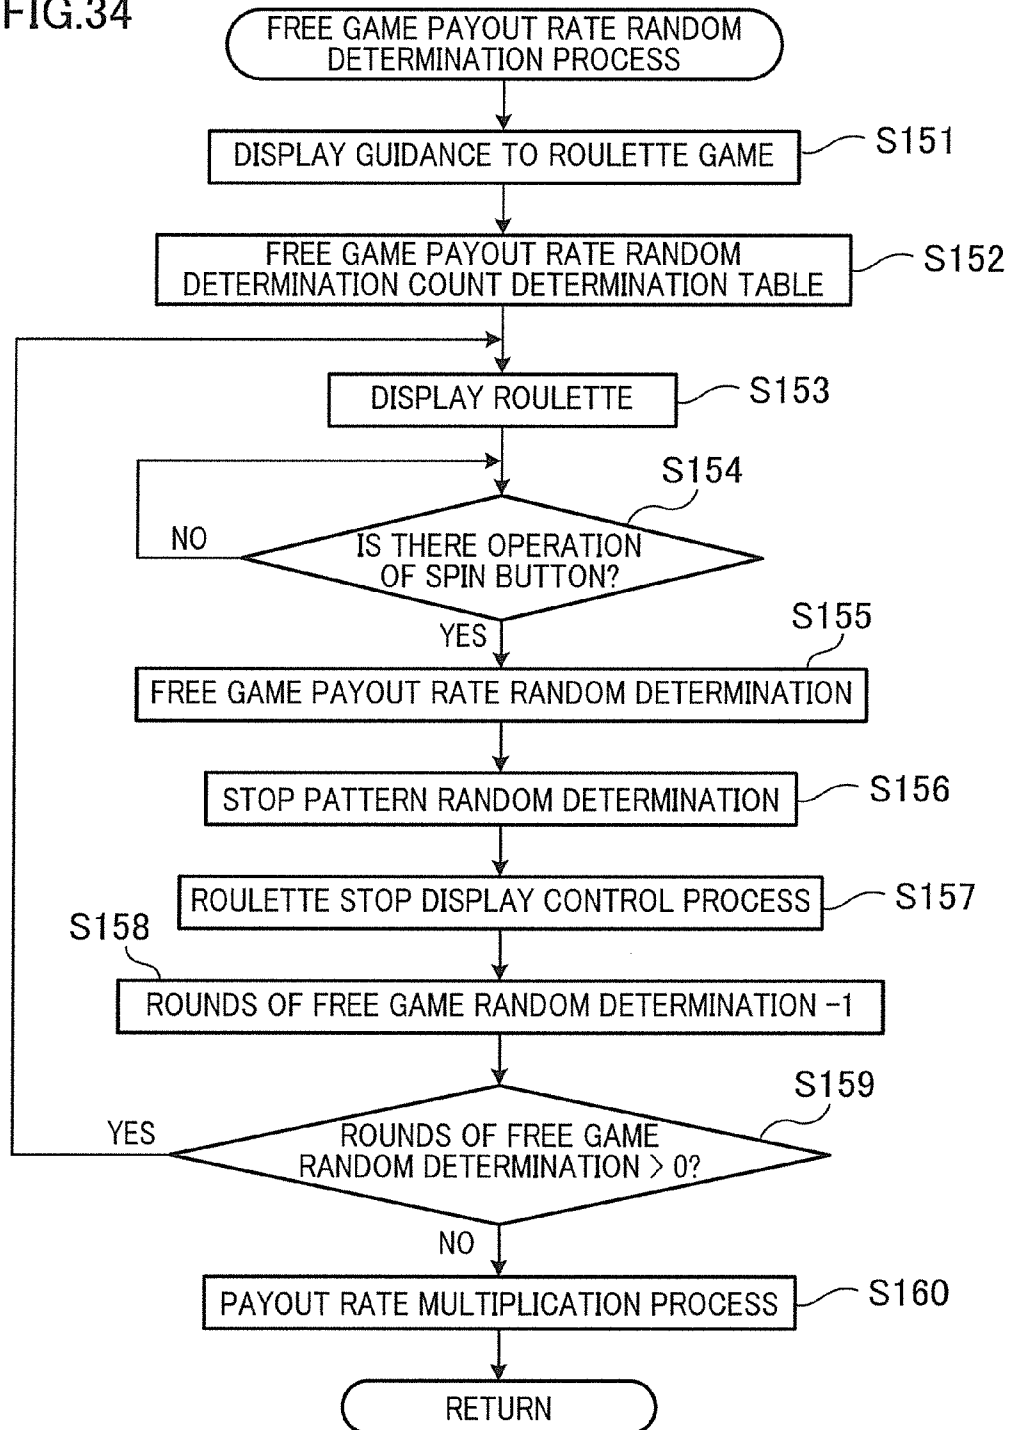 FIG.34
FREE GAME PAYOUT RATE RANDOM
DETERMINATION PROCESS
DISPLAY GUIDANCE TO ROULETTE GAME
S151
FREE GAME PAYOUT RATE RANDOM
DETERMINATION COUNT DETERMINATION TABLE
S152
DISPLAY ROULETTE
S153
S154
NO
IS THERE OPERATION
OF SPIN BUTTON?
YES
S155
FREE GAME PAYOUT RATE RANDOM DETERMINATION
STOP PATTERN RANDOM DETERMINATION
S156
ROULETTE STOP DISPLAY CONTROL PROCESS
S157
S158
ROUNDS OF FREE GAME RANDOM DETERMINATION -1
S159
YES
ROUNDS OF FREE GAME
RANDOM DETERMINATION > 0?
NO
PAYOUT RATE MULTIPLICATION PROCESS
S160
RETURN